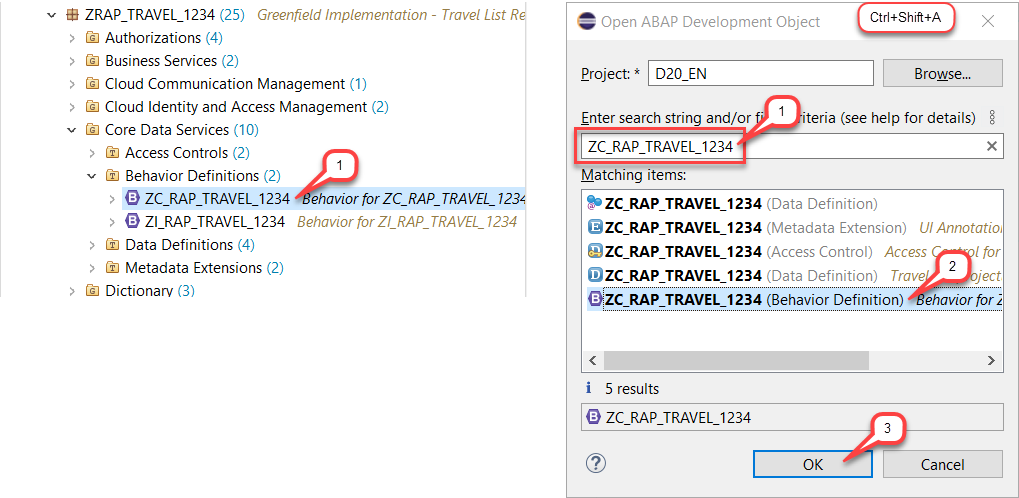 ZRAP_TRAVEL_1234 (25) Greenfield Implementation - Travel List Re
Authorizations (4)
Business Services (2)
Cloud Communication Management (1)
Cloud Identity and Access Management (2)
Core Data Services (10)
Access Controls (2)
Behavior Definitions (2)
1
ZC_RAP_TRAVEL_1234 Behavior for ZC_RAP_TRAVEL_1234
ZI_RAP_TRAVEL_1234 Behavior for ZI_RAP_TRAVEL_1234
Data Definitions (4)
Metadata Extensions (2)
Dictionary (3)
Open ABAP Development Object
Ctrl+Shift+A
Project: * D20_EN Browse...
Enter search string and/or fi criteria (see help for details)
1
ZC_RAP_TRAVEL_1234
Matching items:
ZC_RAP_TRAVEL_1234 (Data Definition)
ZC_RAP_TRAVEL_1234 (Metadata Extension) UI Annotation
ZC_RAP_TRAVEL_1234 (Access Control) Access Control for
ZC_RAP_TRAVEL_1234 (Data Definition) Travel
2
ZC_RAP_TRAVEL_1234 (Behavior Definition) Behavior for Z
5 results
ZC_RAP_TRAVEL_1234
3
OK Cancel